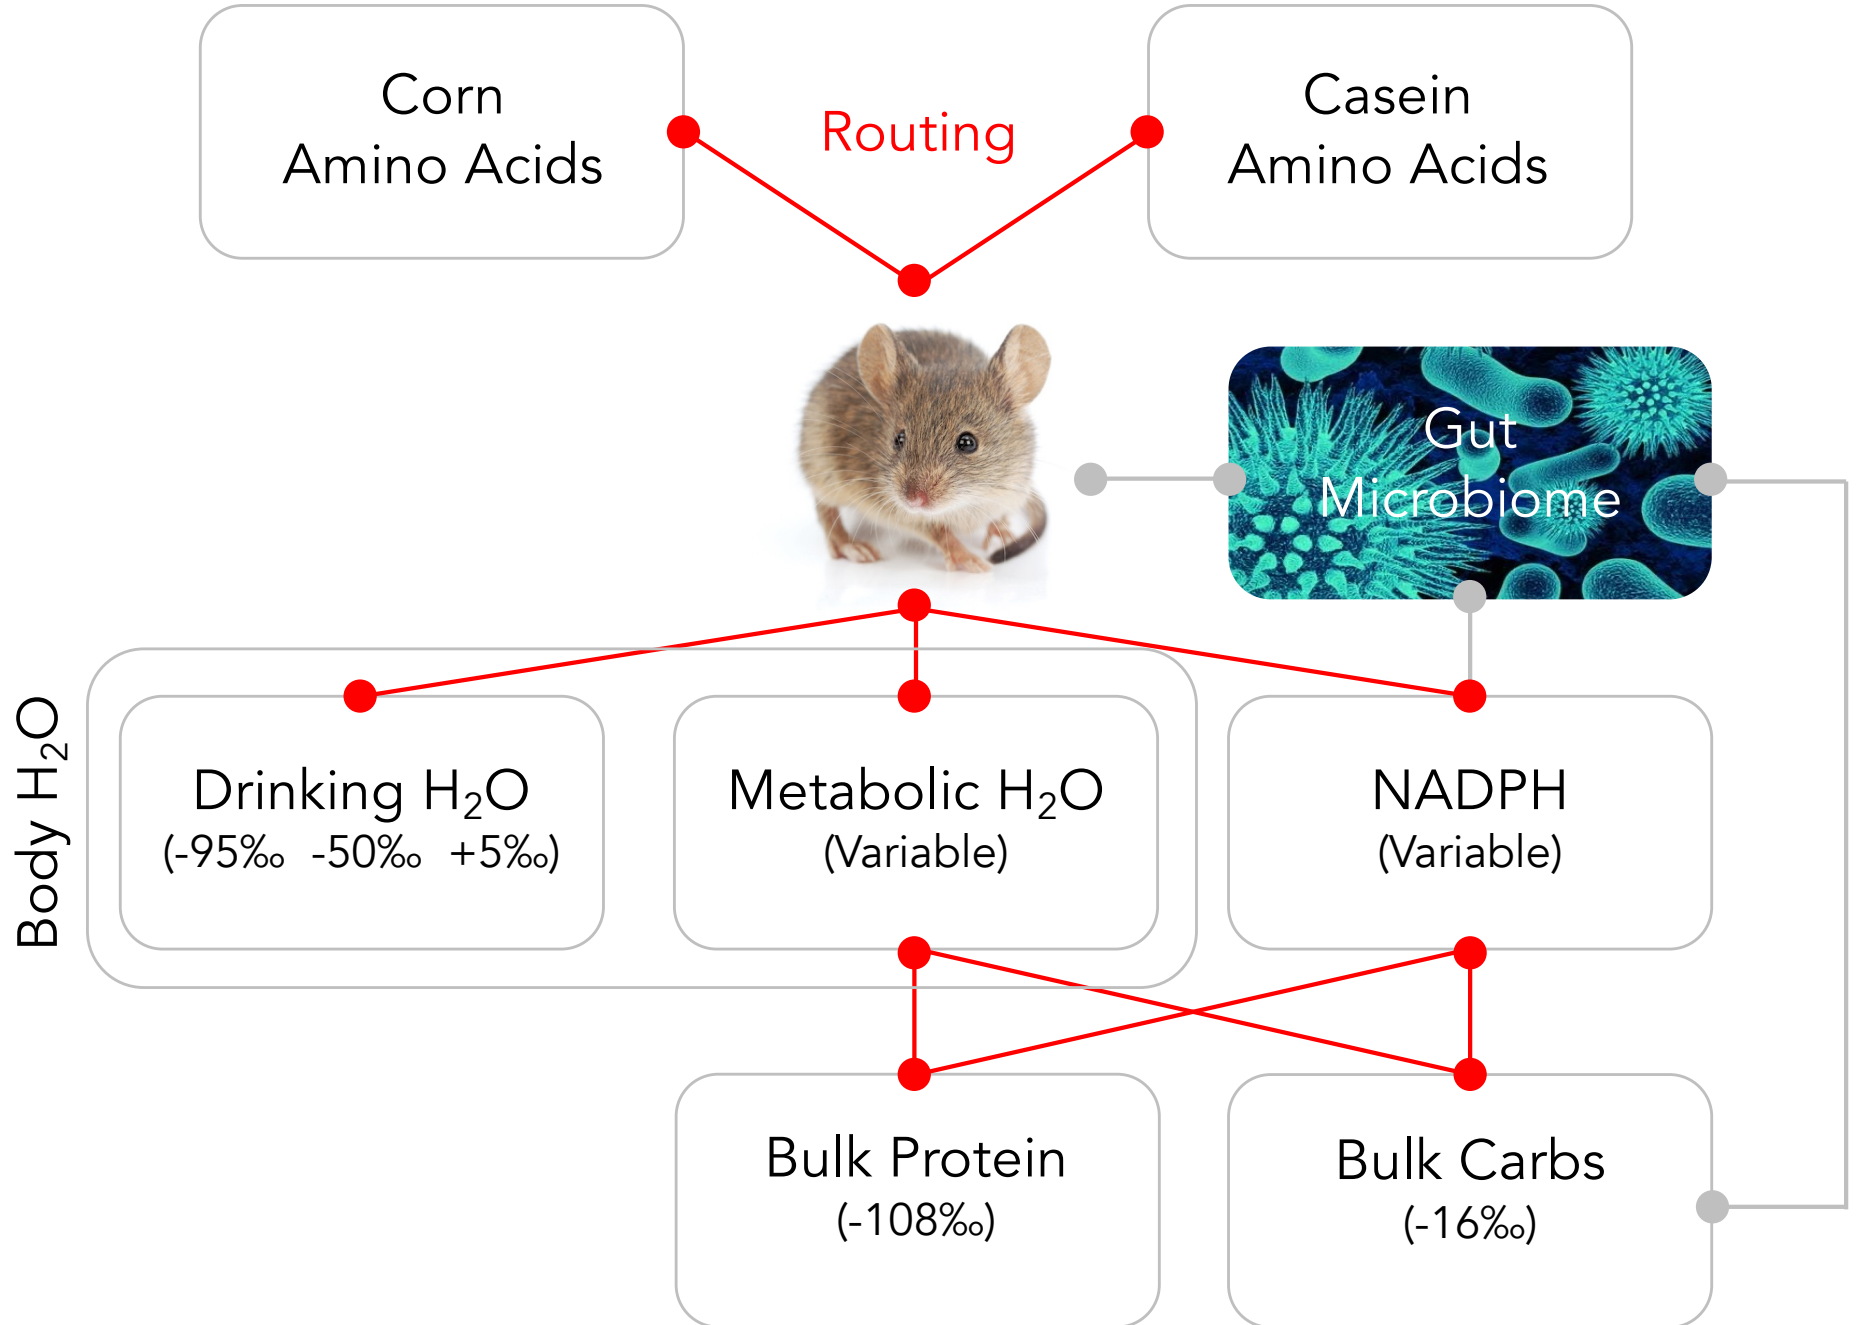 Corn
Amino Acids
Routing
Casein
Amino Acids
Gut
Microbiome
Body H₂O
Drinking H₂O
(-95‰ -50‰ +5‰)
Metabolic H₂O
(Variable)
NADPH
(Variable)
Bulk Protein
(-108‰)
Bulk Carbs
(-16‰)